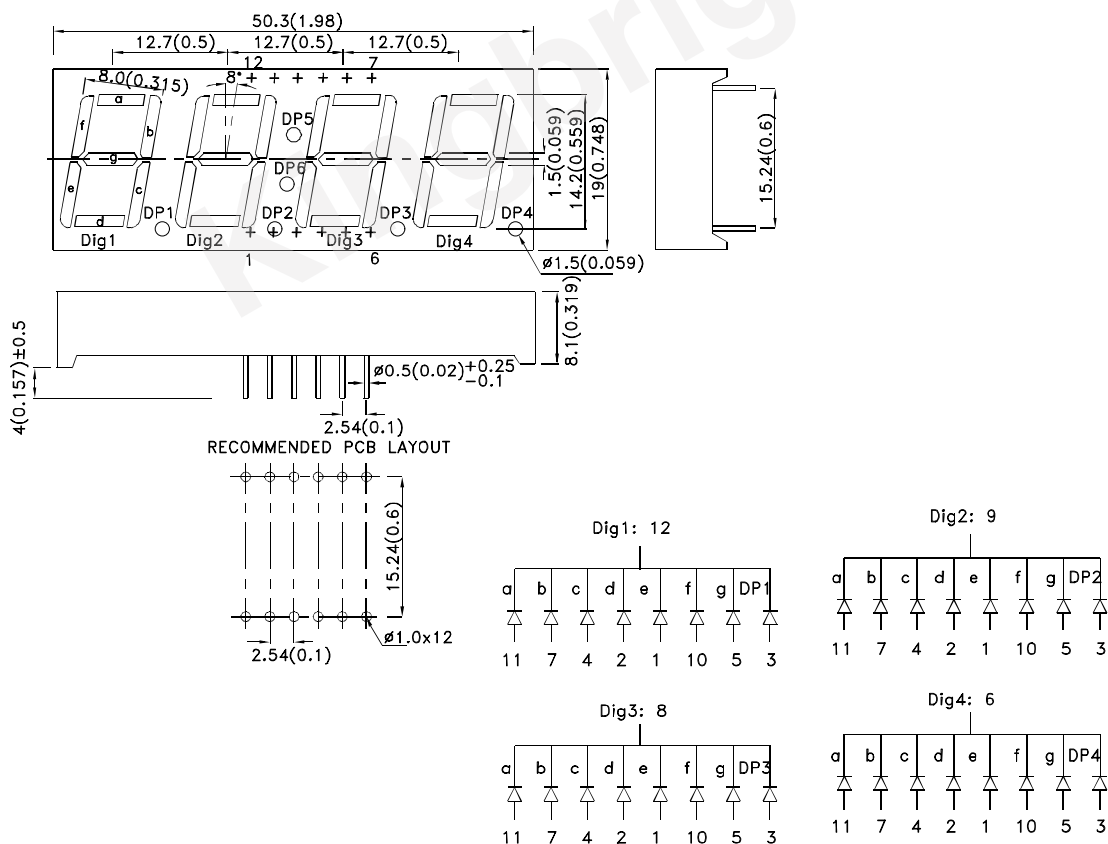 Kingbrig
50.3(1.98)
12.7(0.5) 12.7(0.5) 12.7(0.5)
12 7
8.0(0.315) 8°
a
f b
g
e c
d
DP5
DP6
DP1 DP2 DP3 DP4
Dig1 Dig2 Dig3 Dig4
1 6
1.5(0.059)
14.2(0.559)
19(0.748)
ø1.5(0.059)
15.24(0.6)
4(0.157)±0.5
8.1(0.319)
ø0.5(0.02)+0.25
-0.1
2.54(0.1)
RECOMMENDED PCB LAYOUT
15.24(0.6)
ø1.0x12
2.54(0.1)
Dig1: 12
a b c d e f g DP1
11 7 4 2 1 10 5 3
Dig2: 9
a b c d e f g DP2
11 7 4 2 1 10 5 3
Dig3: 8
a b c d e f g DP3
11 7 4 2 1 10 5 3
Dig4: 6
a b c d e f g DP4
11 7 4 2 1 10 5 3